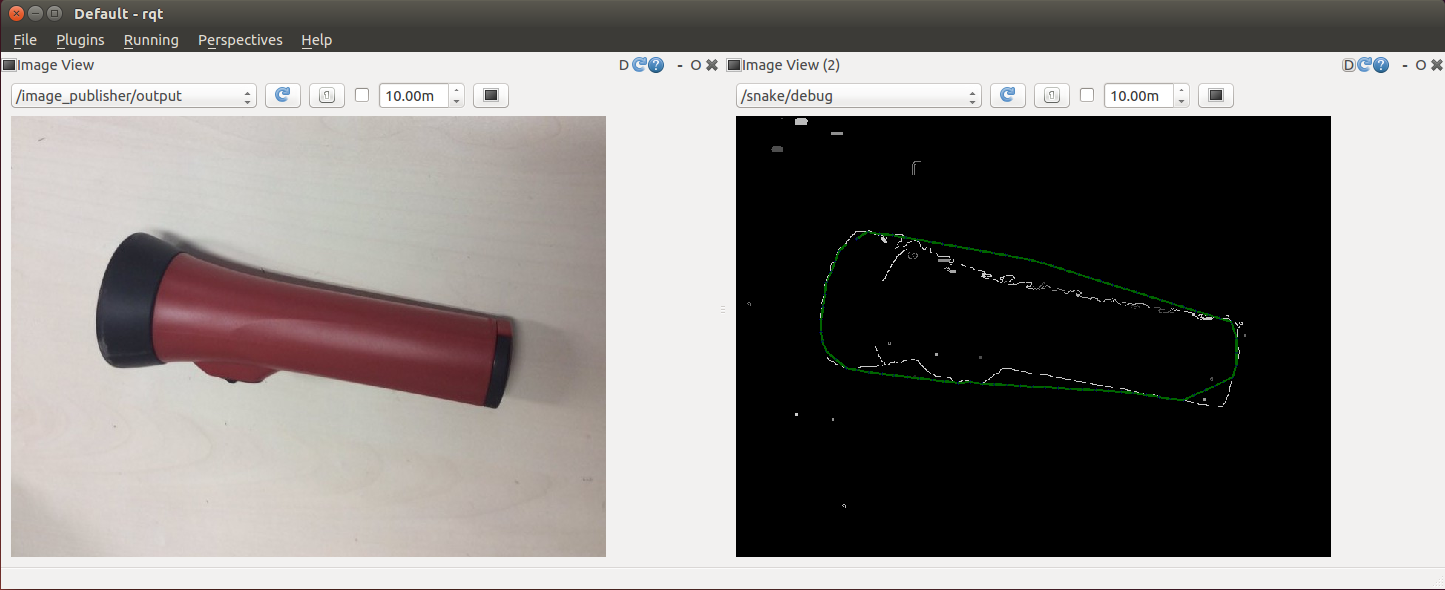 Default - rqt
File Plugins Running Perspectives Help
Image View D ? - O
/image_publisher/output 10.00m
Image View (2) D ? - O
/snake/debug 10.00m